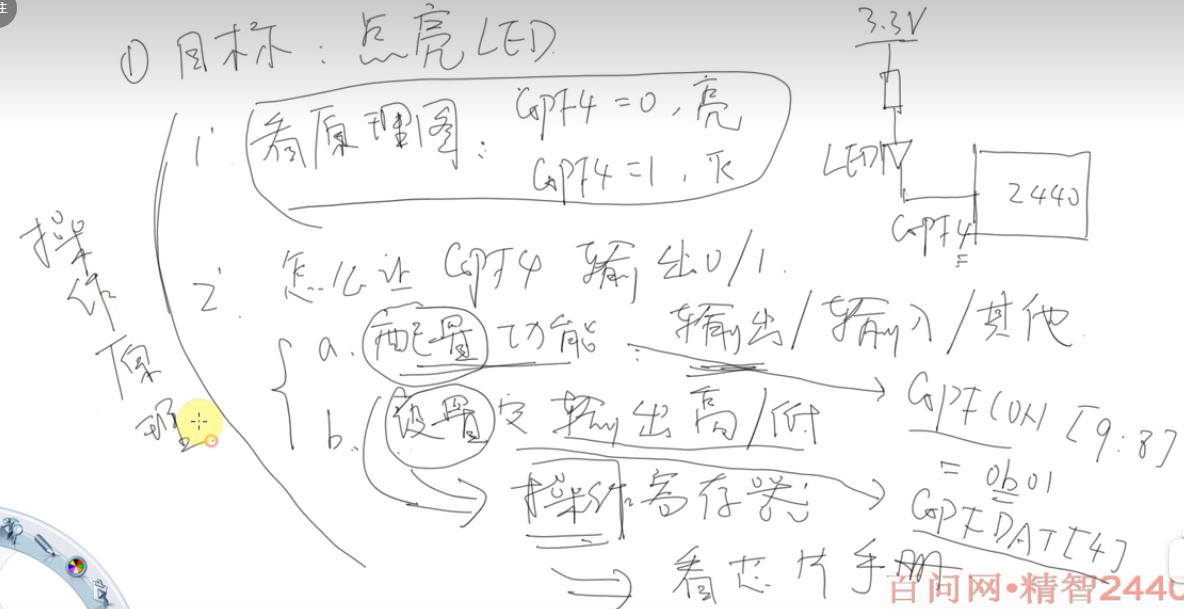 注
① 目标：点亮LED
3.3V
1. 看原理图：GPF4=0，亮
GPF4=1，灭
LED
2440
GPF4
操作原理
2. 怎么让 GPF4 输出0/1.
a. 配置功能：输出/输入/其他
GPFCON[9:8]
= 0b01
b. 设置它输出高/低
GPFDAT[4]
操作寄存器
看芯片手册
百问网•精智2440